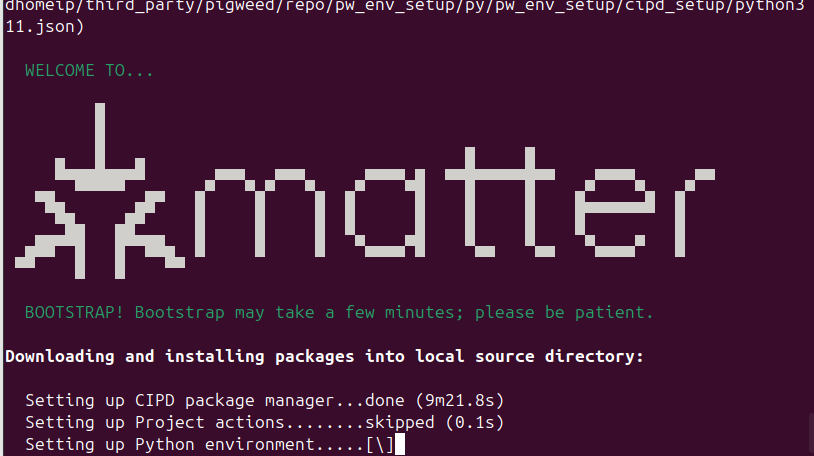 dhomeip/third_party/pigweed/repo/pw_env_setup/py/pw_env_setup/cipd_setup/python3
11.json)
WELCOME TO...
matter
BOOTSTRAP! Bootstrap may take a few minutes; please be patient.
Downloading and installing packages into local source directory:
Setting up CIPD package manager...done (9m21.8s)
Setting up Project actions........skipped (0.1s)
Setting up Python environment.....[\]